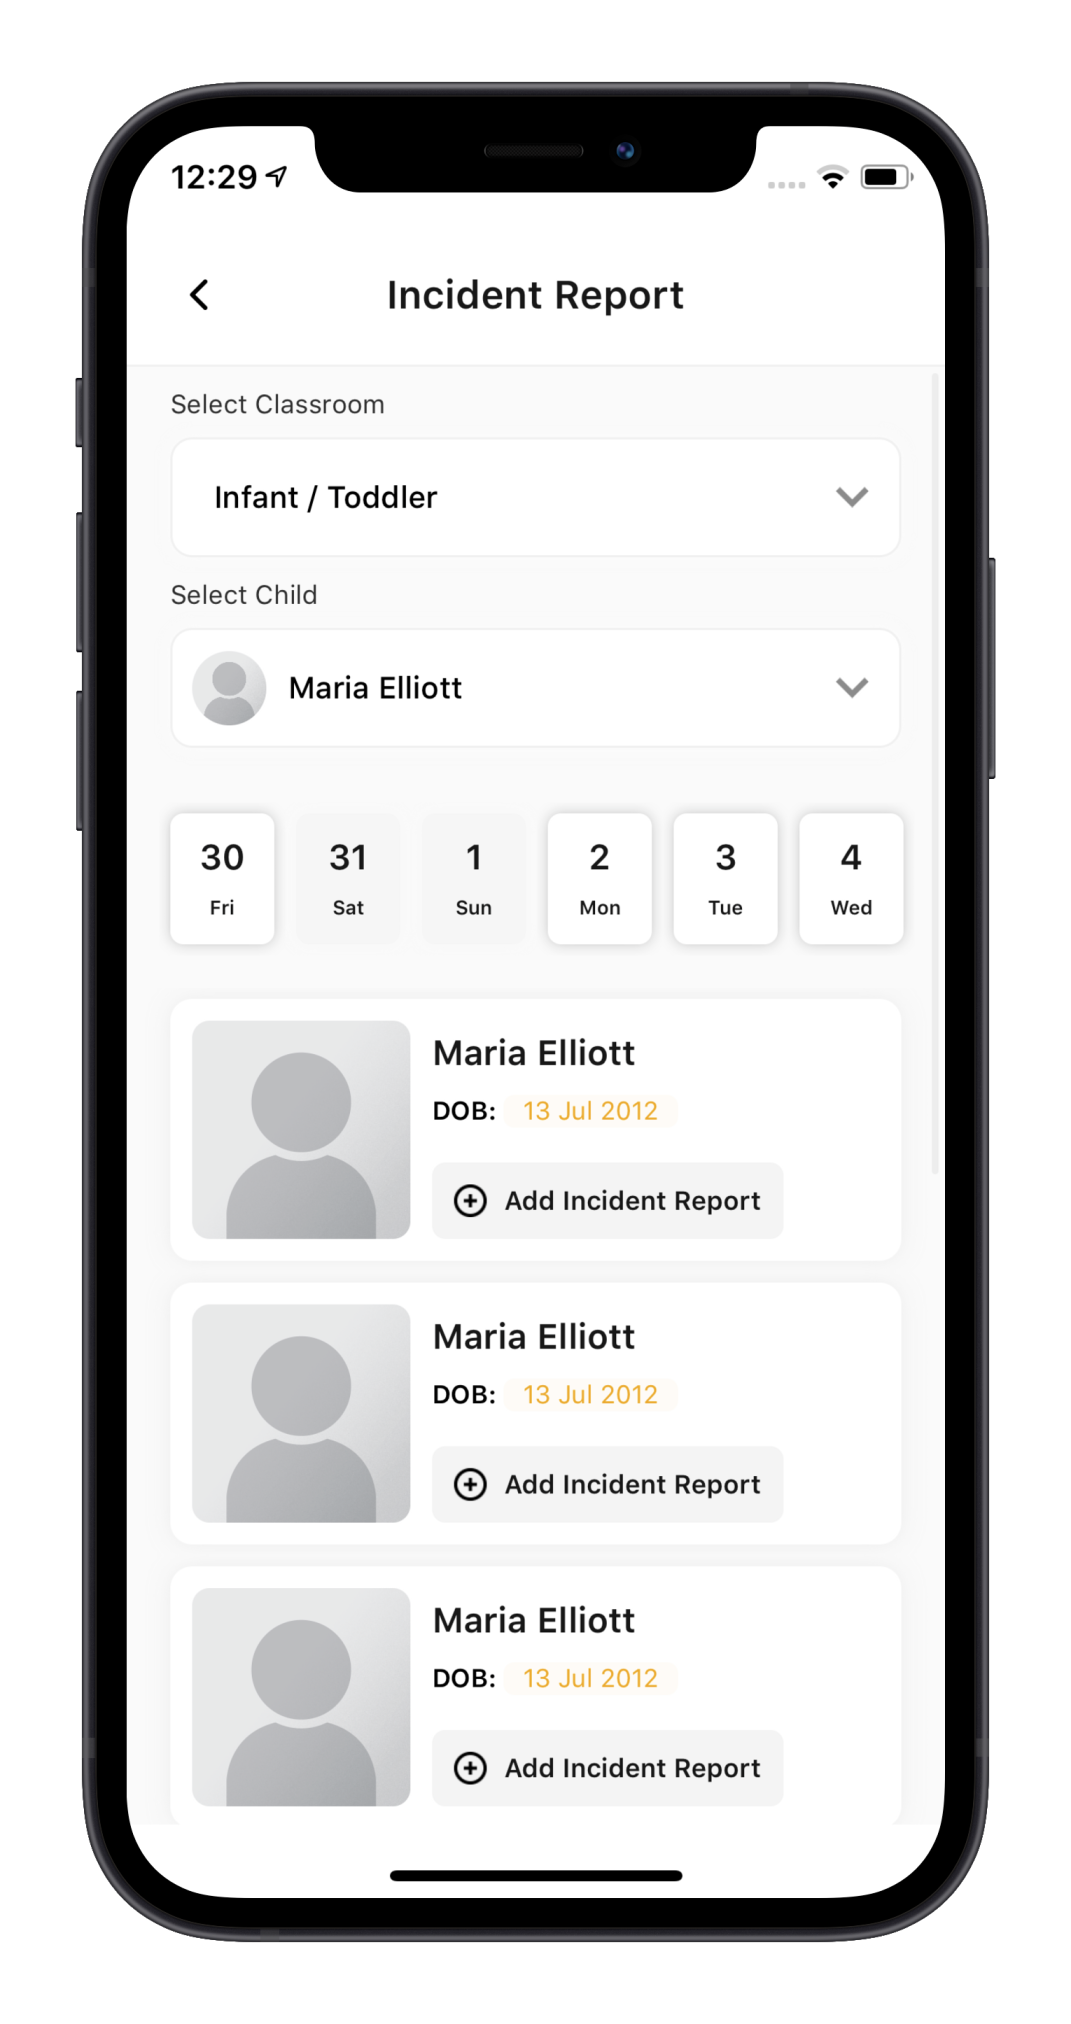 12:29
Incident Report
Select Classroom
Infant / Toddler
Select Child
Maria Elliott
30 31 1 2 3 4
Fri Sat Sun Mon Tue Wed
Maria Elliott
DOB: 13 Jul 2012
Add Incident Report
Maria Elliott
DOB: 13 Jul 2012
Add Incident Report
Maria Elliott
DOB: 13 Jul 2012
Add Incident Report